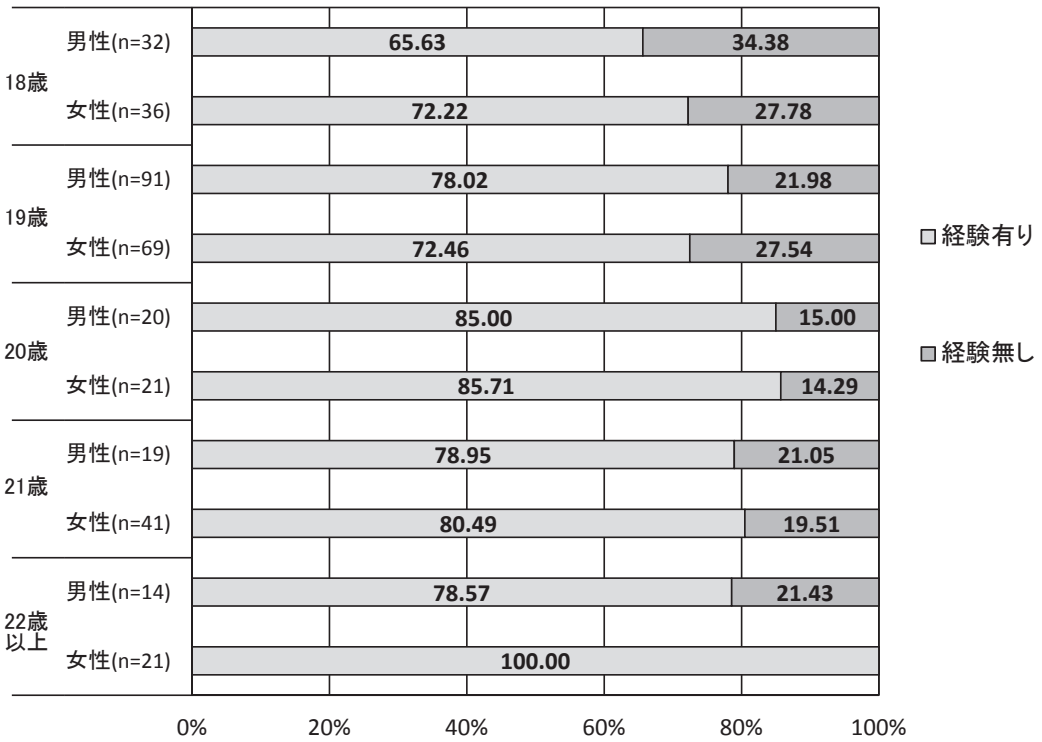 18歳
男性(n=32)
65.63
34.38
女性(n=36)
72.22
27.78
19歳
男性(n=91)
78.02
21.98
女性(n=69)
72.46
27.54
20歳
男性(n=20)
85.00
15.00
女性(n=21)
85.71
14.29
21歳
男性(n=19)
78.95
21.05
女性(n=41)
80.49
19.51
22歳
以上
男性(n=14)
78.57
21.43
女性(n=21)
100.00
0%
20%
40%
60%
80%
100%
経験有り
経験無し